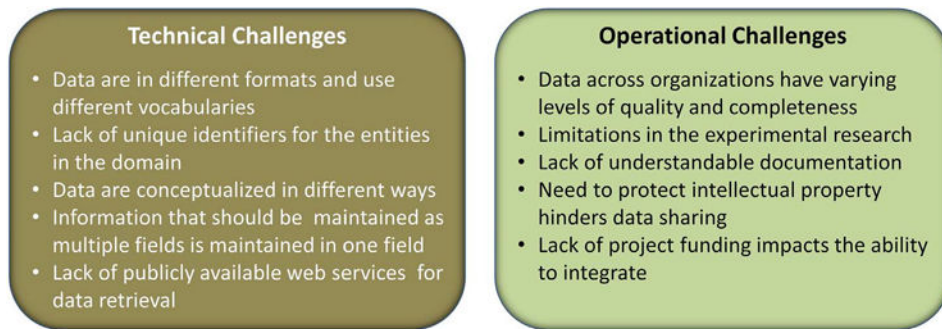 Technical Challenges
• Data are in different formats and use
different vocabularies
• Lack of unique identifiers for the entities
in the domain
• Data are conceptualized in different ways
• Information that should be maintained as
multiple fields is maintained in one field
• Lack of publicly available web services for
data retrieval
Operational Challenges
• Data across organizations have varying
levels of quality and completeness
• Limitations in the experimental research
• Lack of understandable documentation
• Need to protect intellectual property
hinders data sharing
• Lack of project funding impacts the ability
to integrate